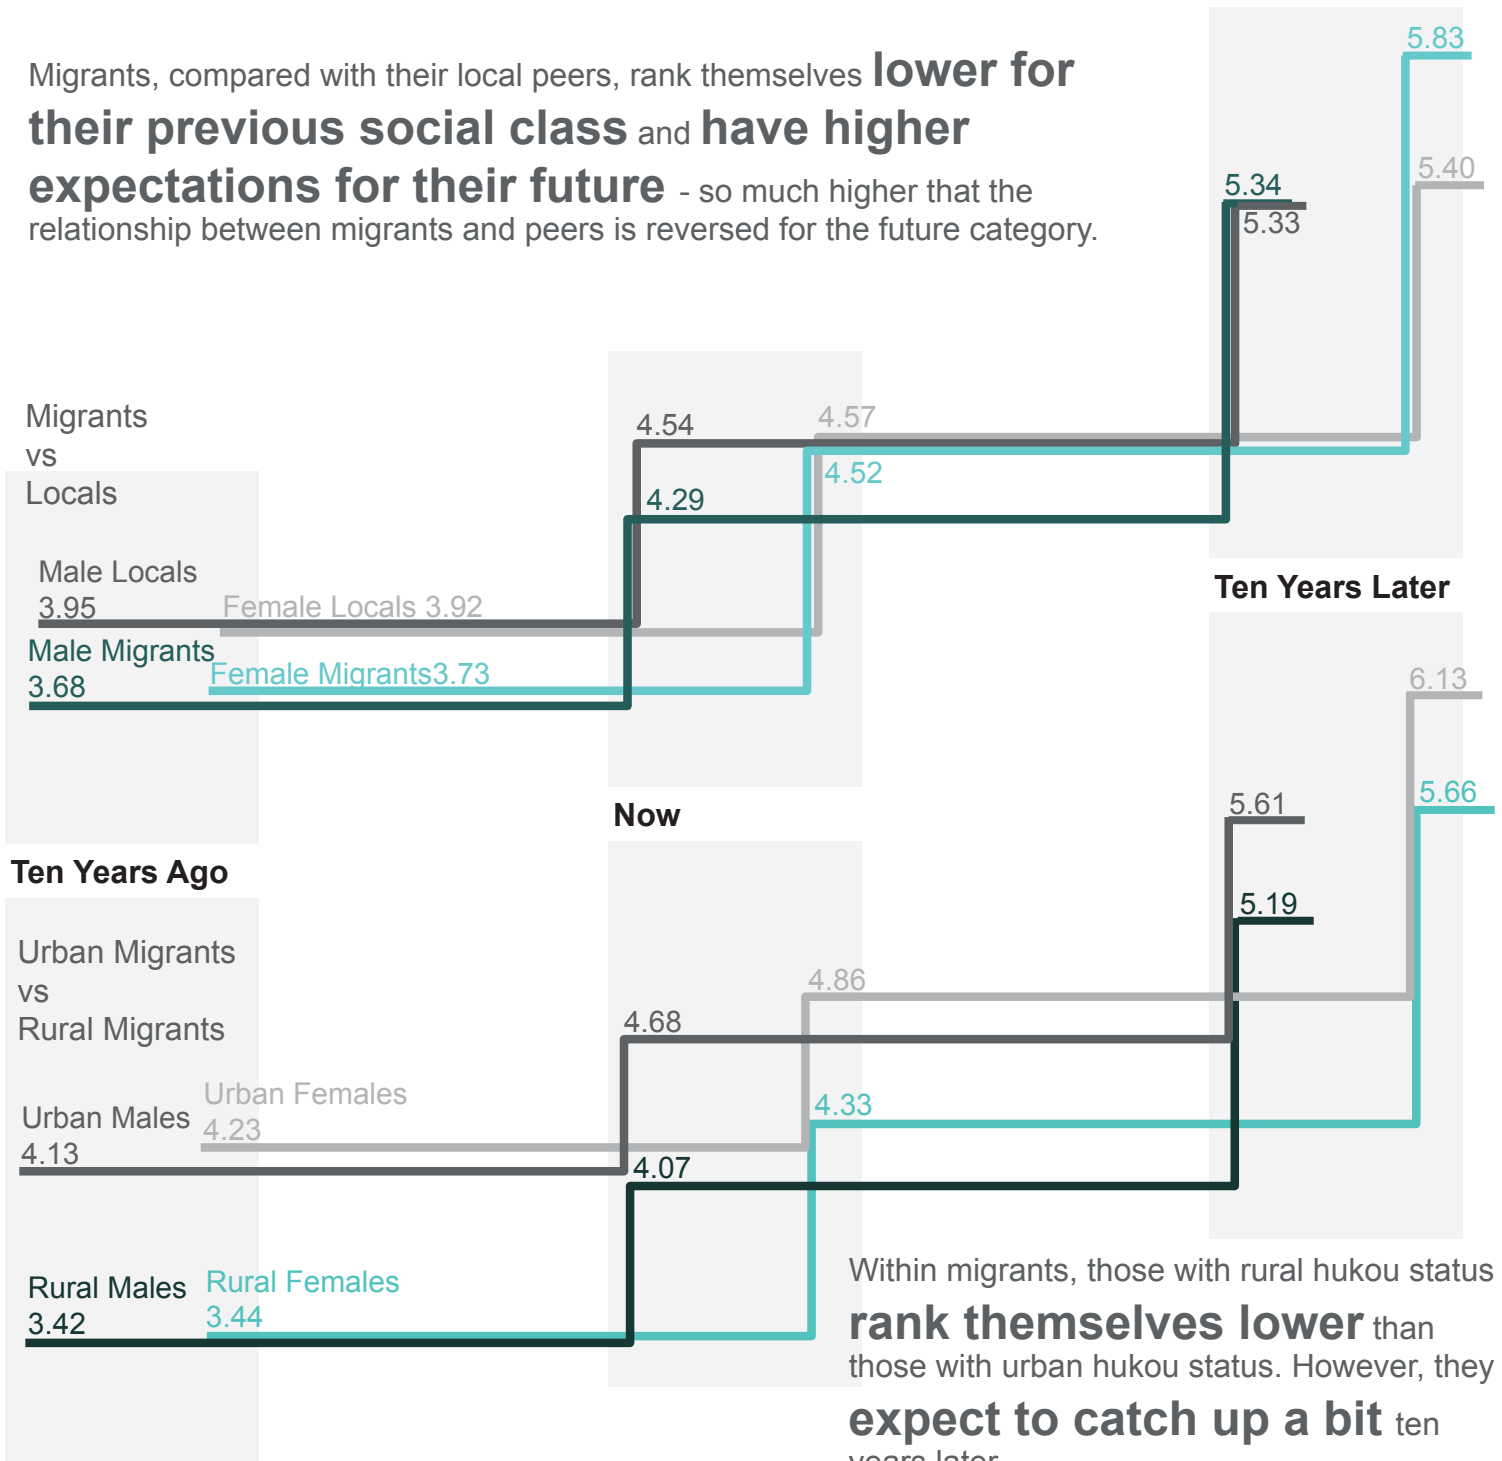 Migrants, compared with their local peers, rank themselves lower for
their previous social class and have higher
expectations for their future - so much higher that the
relationship between migrants and peers is reversed for the future category.
5.83
5.40
5.34
5.33
Migrants
vs
Locals
4.54
4.57
4.52
4.29
Male Locals
3.95
Female Locals 3.92
Male Migrants
3.68
Female Migrants3.73
Ten Years Later
Now
Ten Years Ago
6.13
5.66
5.61
5.19
Urban Migrants
vs
Rural Migrants
4.86
4.68
4.33
4.07
Urban Males
4.13
Urban Females
4.23
Rural Males
3.42
Rural Females
3.44
Within migrants, those with rural hukou status
rank themselves lower than
those with urban hukou status. However, they
expect to catch up a bit ten
years later